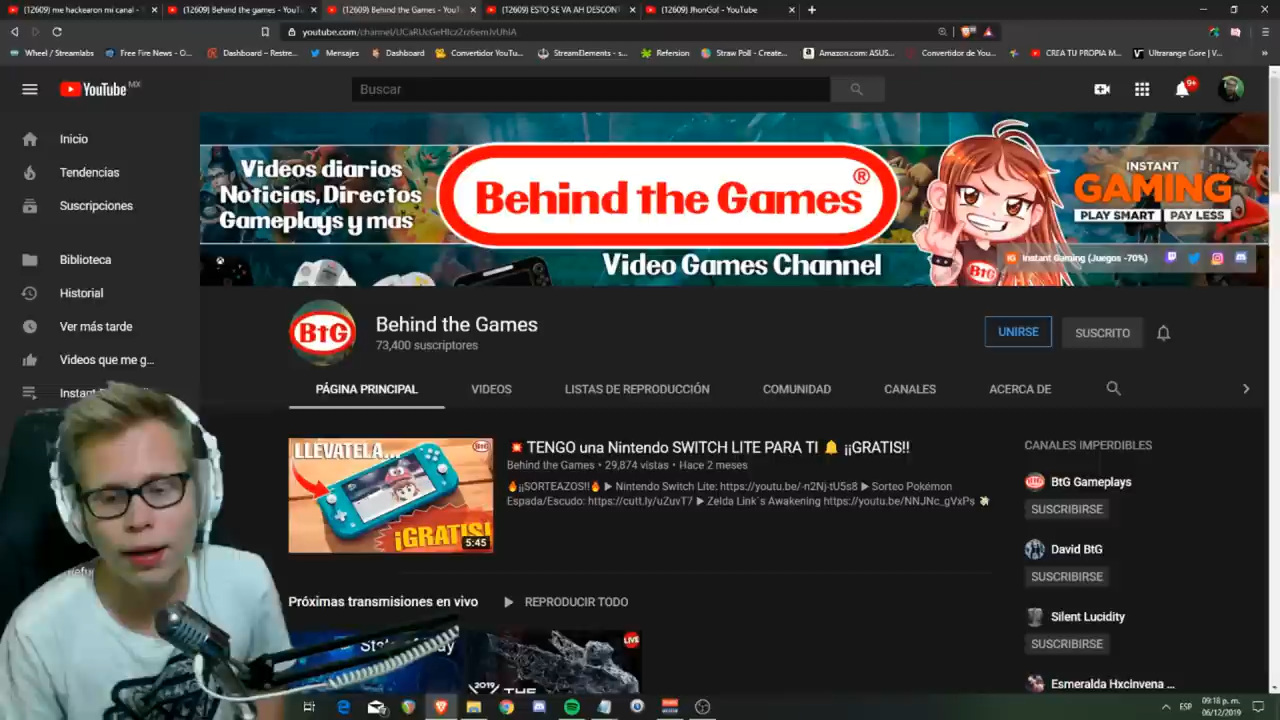 (12609) me hackearon mi canal -
(12609) Behind the games - YouT
(12609) Behind the Games - YouT
(12609) ESTO SE VA AH DESCONT
(12609) JhonGo! - YouTube
youtube.com/channel/
Wheel / Streamlabs
Free Fire News - O...
Dashboard – Restre...
Mensajes
Dashboard
Convertidor YouTu...
StreamElements - s...
Refersion
Straw Poll - Create...
Amazon.com: ASUS...
Convertidor de You...
CREA TU PROPIA M...
Ultrarange Gore | V...
YouTube MX
Buscar
9+
Inicio
Tendencias
Suscripciones
Biblioteca
Historial
Ver más tarde
Videos que me g...
Videos diarios
Noticias, Directos
Gameplays y mas
Behind the Games ®
Video Games Channel
BtG
INSTANT
GAMING
PLAY SMART | PAY LESS
IG Instant Gaming (Juegos -70%)
BtG
Behind the Games
73,400 suscriptores
UNIRSE
SUSCRITO
PÁGINA PRINCIPAL
VIDEOS
LISTAS DE REPRODUCCIÓN
COMUNIDAD
CANALES
ACERCA DE
LLÉVATELA...
¡GRATIS!
5:45
TENGO una Nintendo SWITCH LITE PARA TI 🔔 ¡¡GRATIS!!
Behind the Games • 29,874 vistas • Hace 2 meses
🔥¡¡SORTEAZOS!!🔥 ▶ Nintendo Switch Lite: https://youtu.be/-n2Nj-tU5s8 ▶ Sorteo Pokémon
Espada/Escudo: https://cutt.ly/uZuvT7 ▶ Zelda Link´s Awakening https://youtu.be/NNJNc_gVxPs
CANALES IMPERDIBLES
BtG Gameplays
SUSCRIBIRSE
David BtG
SUSCRIBIRSE
Silent Lucidity
SUSCRIBIRSE
Esmeralda Hxcinvena ...
Próximas transmisiones en vivo
REPRODUCIR TODO
LIVE
2019 THE
ESP
09:18 p. m.
06/12/2019